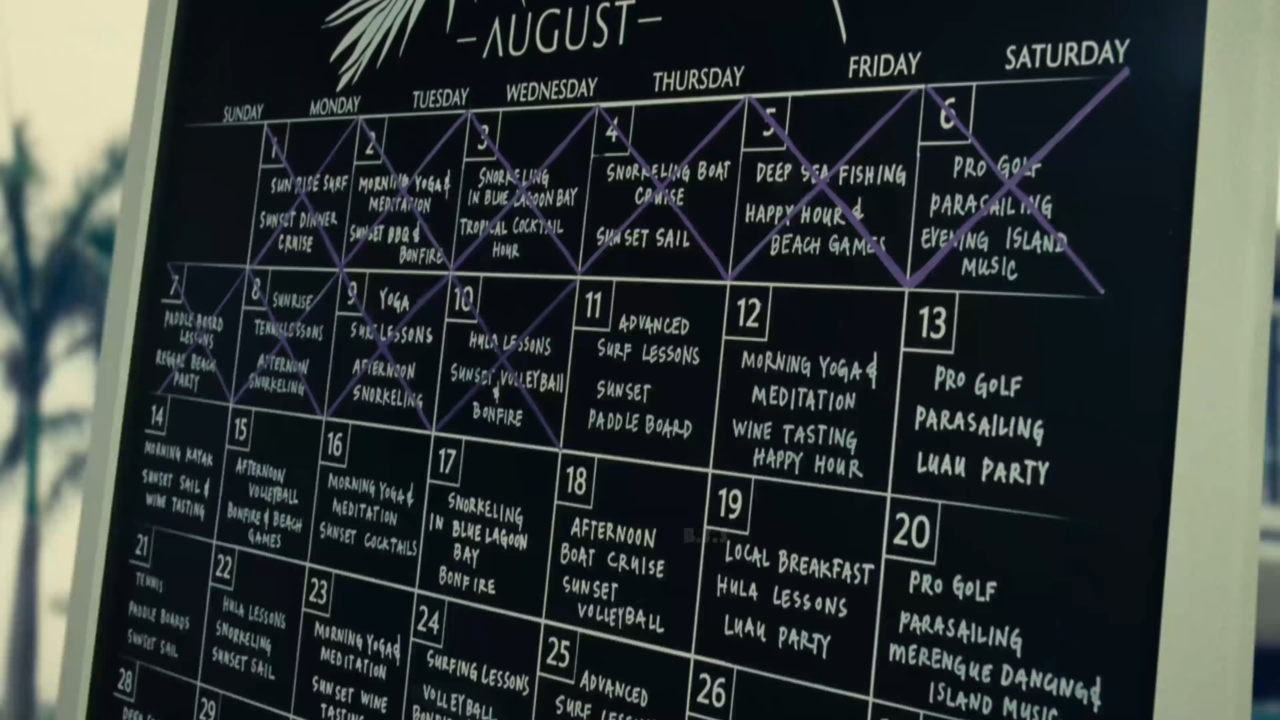 -AUGUST-
SUNDAY MONDAY TUESDAY WEDNESDAY THURSDAY FRIDAY SATURDAY
1
SUNRISE SURF
SUNSET DINNER
CRUISE
2
MORNING YOGA &
MEDITATION
SUNSET BBQ &
BONFIRE
3
SNORKELING
IN BLUE LAGOON BAY
TROPICAL COCKTAIL
HOUR
4
SNORKELING BOAT
CRUISE
SUNSET SAIL
5
DEEP SEA FISHING
HAPPY HOUR &
BEACH GAMES
6
PRO GOLF
PARASAILING
EVENING ISLAND
MUSIC
7
PADDLE BOARD
LESSONS
REGGAE BEACH
PARTY
8
SUNRISE
TENNIS LESSONS
AFTERNOON
SNORKELING
9
YOGA
SURF LESSONS
AFTERNOON
SNORKELING
10
HULA LESSONS
SUNSET VOLLEYBALL
&
BONFIRE
11
ADVANCED
SURF LESSONS
SUNSET
PADDLE BOARD
12
MORNING YOGA &
MEDITATION
WINE TASTING
HAPPY HOUR
13
PRO GOLF
PARASAILING
LUAU PARTY
14
MORNING KAYAK
SUNSET SAIL &
WINE TASTING
15
AFTERNOON
VOLLEYBALL
BONFIRE & BEACH
GAMES
16
MORNING YOGA &
MEDITATION
SUNSET COCKTAILS
17
SNORKELING
IN BLUE LAGOON
BAY
BONFIRE
18
AFTERNOON
BOAT CRUISE
SUNSET
VOLLEYBALL
19
LOCAL BREAKFAST
HULA LESSONS
LUAU PARTY
20
PRO GOLF
PARASAILING
MERENGUE DANCING &
ISLAND MUSIC
21
TENNIS
PADDLE BOARDS
SUNSET SAIL
22
HULA LESSONS
SNORKELING
SUNSET SAIL
23
MORNING YOGA &
MEDITATION
SUNSET WINE
TASTING
24
SURFING LESSONS
VOLLEYBALL
BONFIRE
25
ADVANCED
SURF LESSONS
26
28
DEEP
29